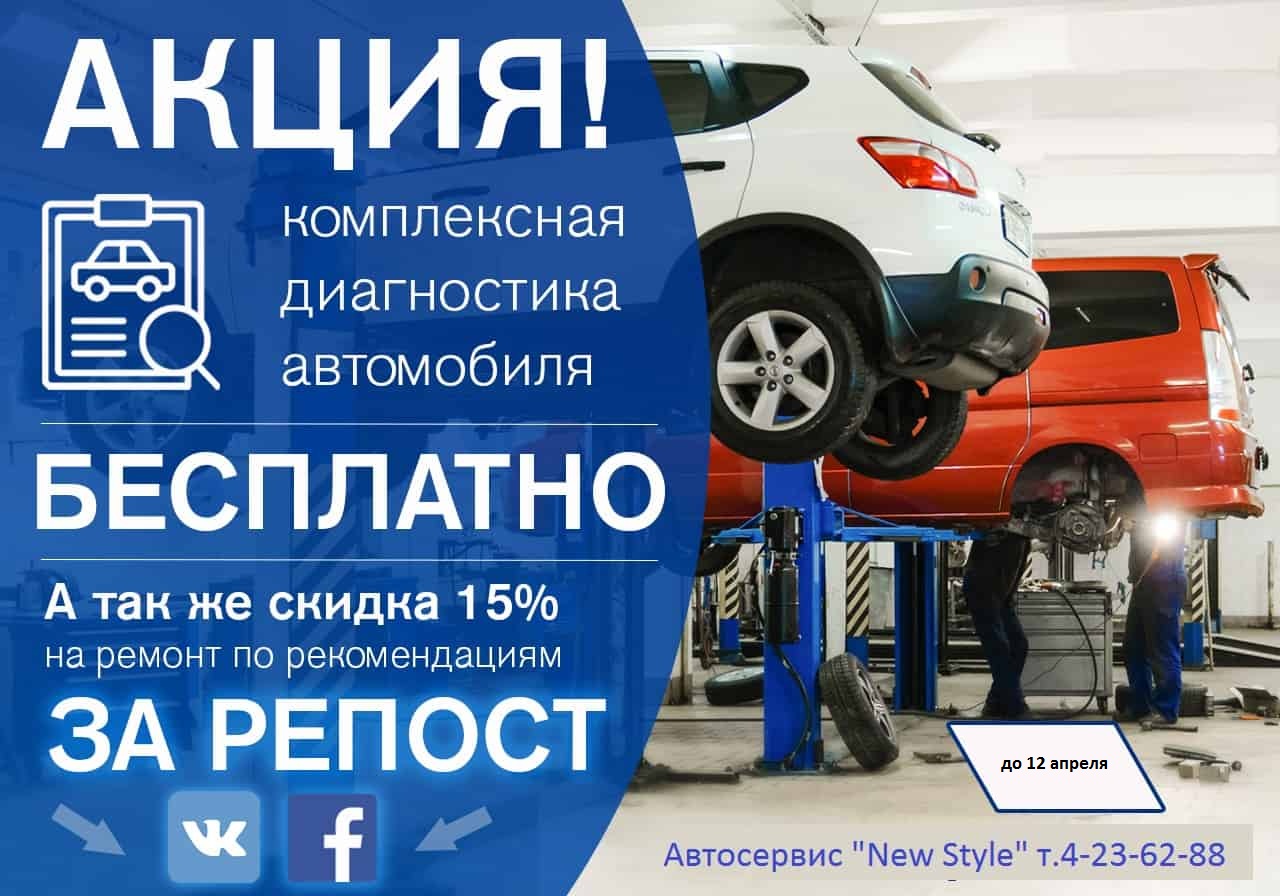 АКЦИЯ!
комплексная
диагностика
автомобиля
БЕСПЛАТНО
А так же скидка 15%
на ремонт по рекомендациям
ЗА РЕПОСТ
до 12 апреля
Автосервис "New Style" т.4-23-62-88